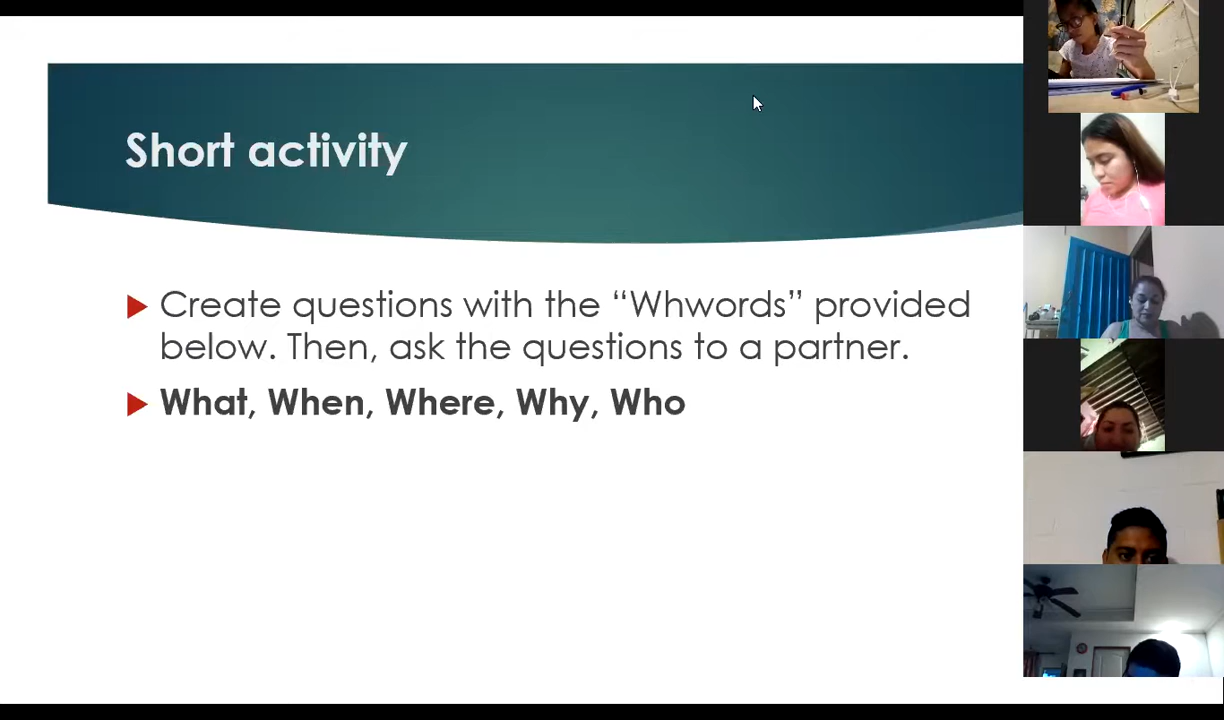 Short activity
Create questions with the “Whwords” provided
below. Then, ask the questions to a partner.
What, When, Where, Why, Who